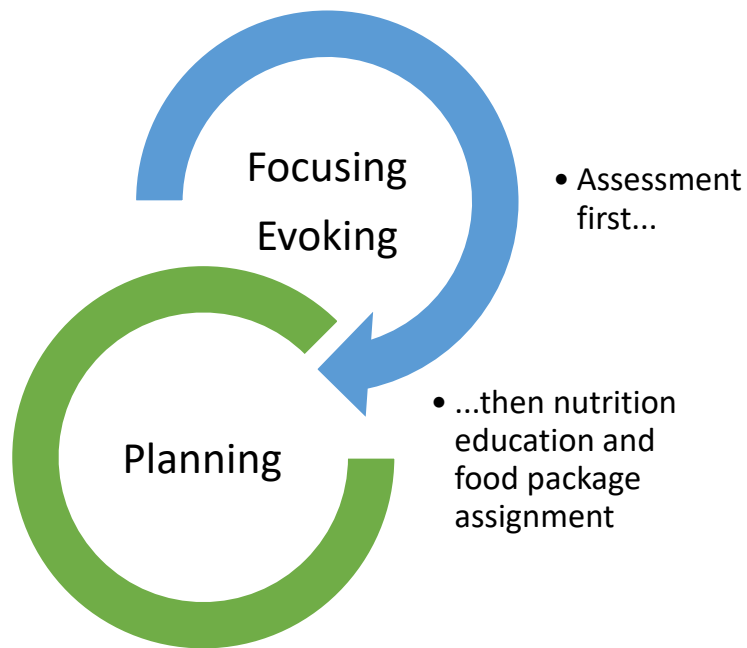 Focusing
Evoking
• Assessment
first...
Planning
• ...then nutrition
education and
food package
assignment